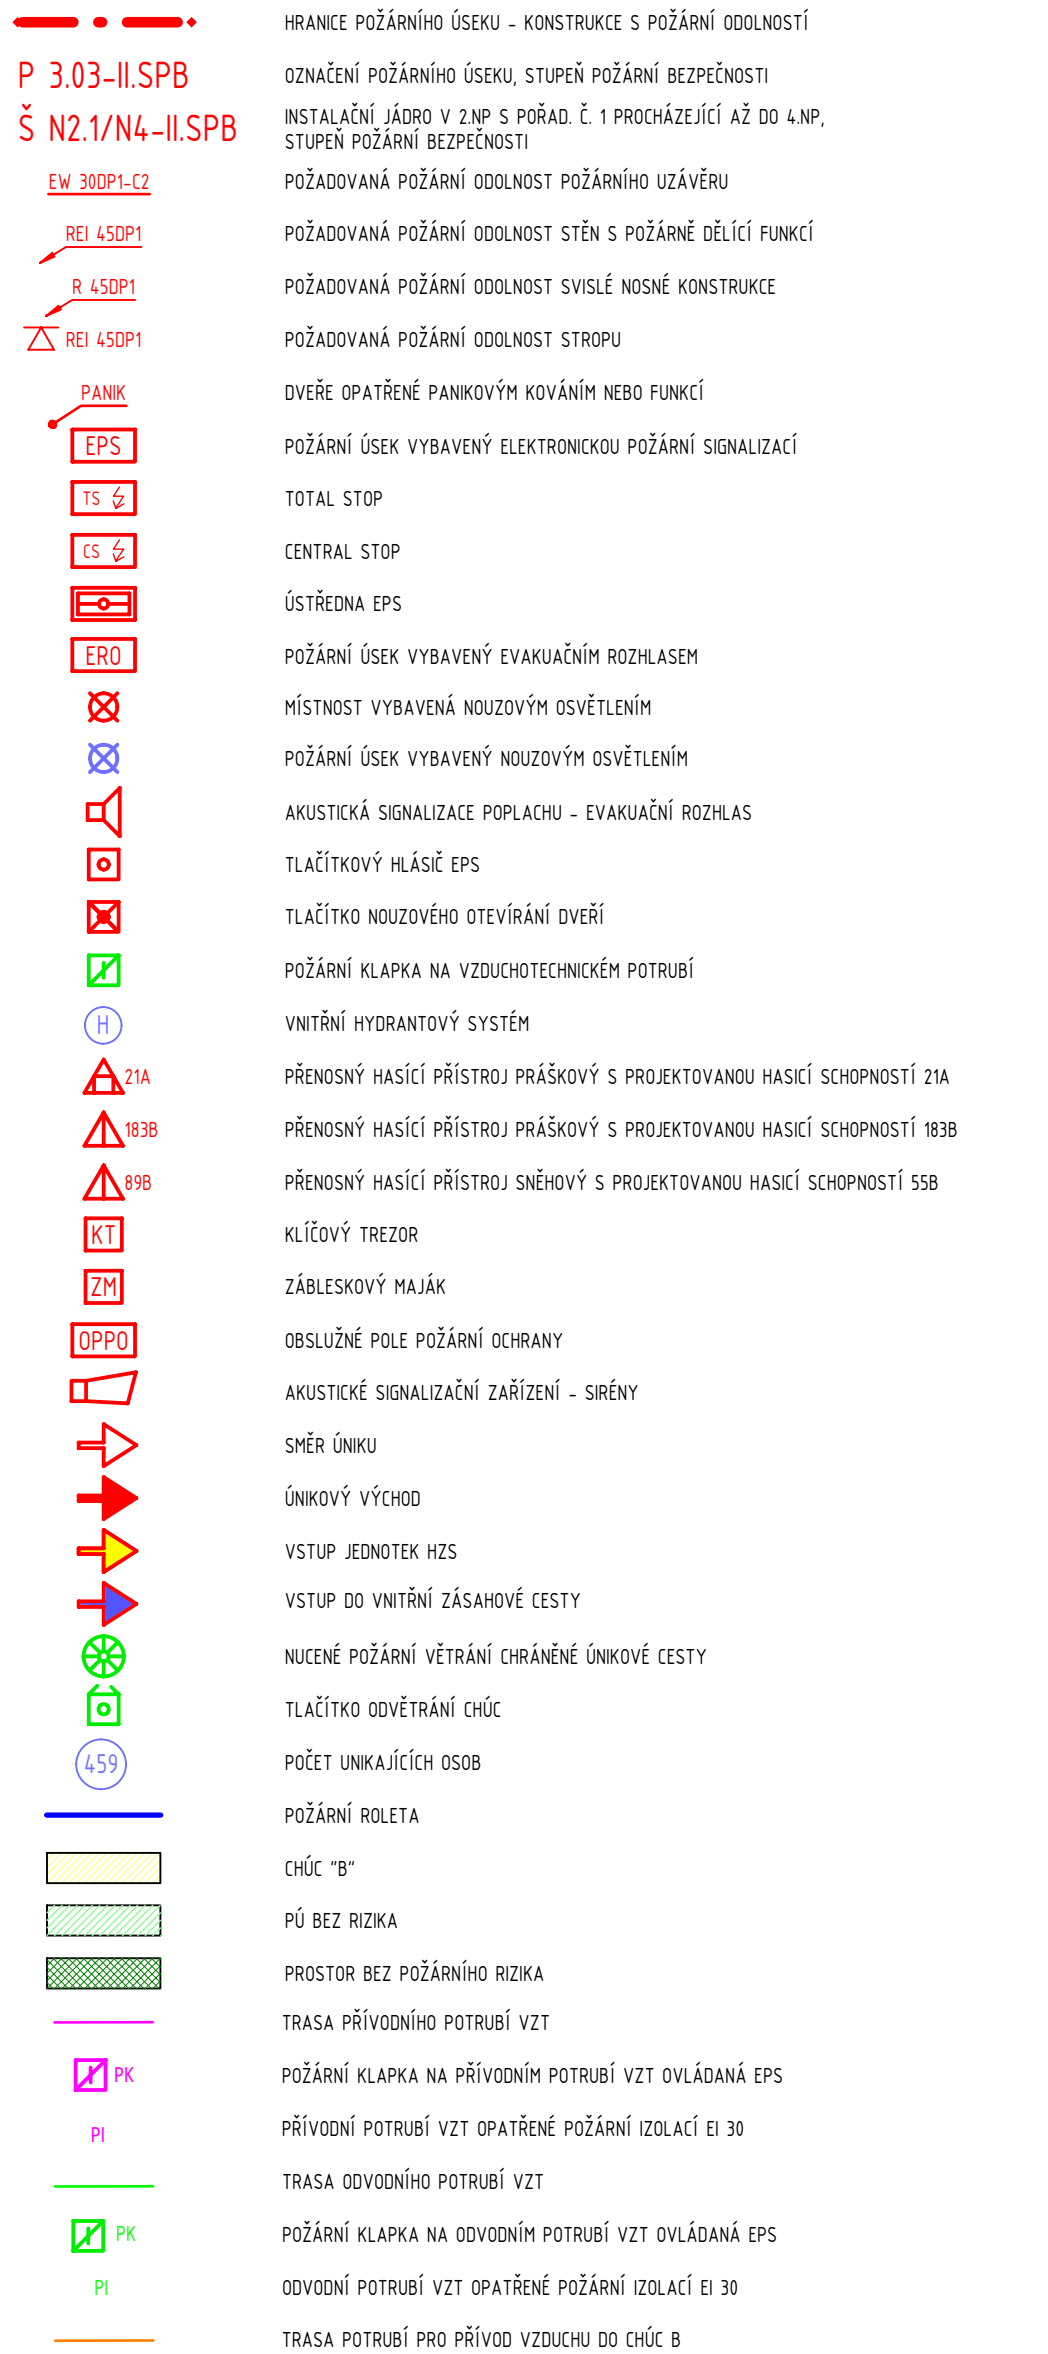 HRANICE POŽÁRNÍHO ÚSEKU - KONSTRUKCE S POŽÁRNÍ ODOLNOSTÍ
P 3.03-II.SPB OZNAČENÍ POŽÁRNÍHO ÚSEKU, STUPEŇ POŽÁRNÍ BEZPEČNOSTI
Š N2.1/N4-II.SPB INSTALAČNÍ JÁDRO V 2.NP S POŘAD. Č. 1 PROCHÁZEJÍCÍ AŽ DO 4.NP,
STUPEŇ POŽÁRNÍ BEZPEČNOSTI
EW 30DP1-C2 POŽADOVANÁ POŽÁRNÍ ODOLNOST POŽÁRNÍHO UZÁVĚRU
REI 45DP1 POŽADOVANÁ POŽÁRNÍ ODOLNOST STĚN S POŽÁRNĚ DĚLÍCÍ FUNKCÍ
R 45DP1 POŽADOVANÁ POŽÁRNÍ ODOLNOST SVISLÉ NOSNÉ KONSTRUKCE
REI 45DP1 POŽADOVANÁ POŽÁRNÍ ODOLNOST STROPU
PANIK DVEŘE OPATŘENÉ PANIKOVÝM KOVÁNÍM NEBO FUNKCÍ
EPS POŽÁRNÍ ÚSEK VYBAVENÝ ELEKTRONICKOU POŽÁRNÍ SIGNALIZACÍ
TS TOTAL STOP
CS CENTRAL STOP
ÚSTŘEDNA EPS
ERO POŽÁRNÍ ÚSEK VYBAVENÝ EVAKUAČNÍM ROZHLASEM
MÍSTNOST VYBAVENÁ NOUZOVÝM OSVĚTLENÍM
POŽÁRNÍ ÚSEK VYBAVENÝ NOUZOVÝM OSVĚTLENÍM
AKUSTICKÁ SIGNALIZACE POPLACHU - EVAKUAČNÍ ROZHLAS
TLAČÍTKOVÝ HLÁSIČ EPS
TLAČÍTKO NOUZOVÉHO OTEVÍRÁNÍ DVEŘÍ
POŽÁRNÍ KLAPKA NA VZDUCHOTECHNICKÉM POTRUBÍ
H VNITŘNÍ HYDRANTOVÝ SYSTÉM
21A PŘENOSNÝ HASÍCÍ PŘÍSTROJ PRÁŠKOVÝ S PROJEKTOVANOU HASICÍ SCHOPNOSTÍ 21A
183B PŘENOSNÝ HASÍCÍ PŘÍSTROJ PRÁŠKOVÝ S PROJEKTOVANOU HASICÍ SCHOPNOSTÍ 183B
89B PŘENOSNÝ HASÍCÍ PŘÍSTROJ SNĚHOVÝ S PROJEKTOVANOU HASICÍ SCHOPNOSTÍ 55B
KT KLÍČOVÝ TREZOR
ZM ZÁBLESKOVÝ MAJÁK
OPPO OBSLUŽNÉ POLE POŽÁRNÍ OCHRANY
AKUSTICKÉ SIGNALIZAČNÍ ZAŘÍZENÍ - SIRÉNY
SMĚR ÚNIKU
ÚNIKOVÝ VÝCHOD
VSTUP JEDNOTEK HZS
VSTUP DO VNITŘNÍ ZÁSAHOVÉ CESTY
NUCENÉ POŽÁRNÍ VĚTRÁNÍ CHRÁNĚNÉ ÚNIKOVÉ CESTY
TLAČÍTKO ODVĚTRÁNÍ CHÚC
459 POČET UNIKAJÍCÍCH OSOB
POŽÁRNÍ ROLETA
CHÚC "B"
PÚ BEZ RIZIKA
PROSTOR BEZ POŽÁRNÍHO RIZIKA
TRASA PŘÍVODNÍHO POTRUBÍ VZT
PK POŽÁRNÍ KLAPKA NA PŘÍVODNÍM POTRUBÍ VZT OVLÁDANÁ EPS
PI PŘÍVODNÍ POTRUBÍ VZT OPATŘENÉ POŽÁRNÍ IZOLACÍ EI 30
TRASA ODVODNÍHO POTRUBÍ VZT
PK POŽÁRNÍ KLAPKA NA ODVODNÍM POTRUBÍ VZT OVLÁDANÁ EPS
PI ODVODNÍ POTRUBÍ VZT OPATŘENÉ POŽÁRNÍ IZOLACÍ EI 30
TRASA POTRUBÍ PRO PŘÍVOD VZDUCHU DO CHÚC B